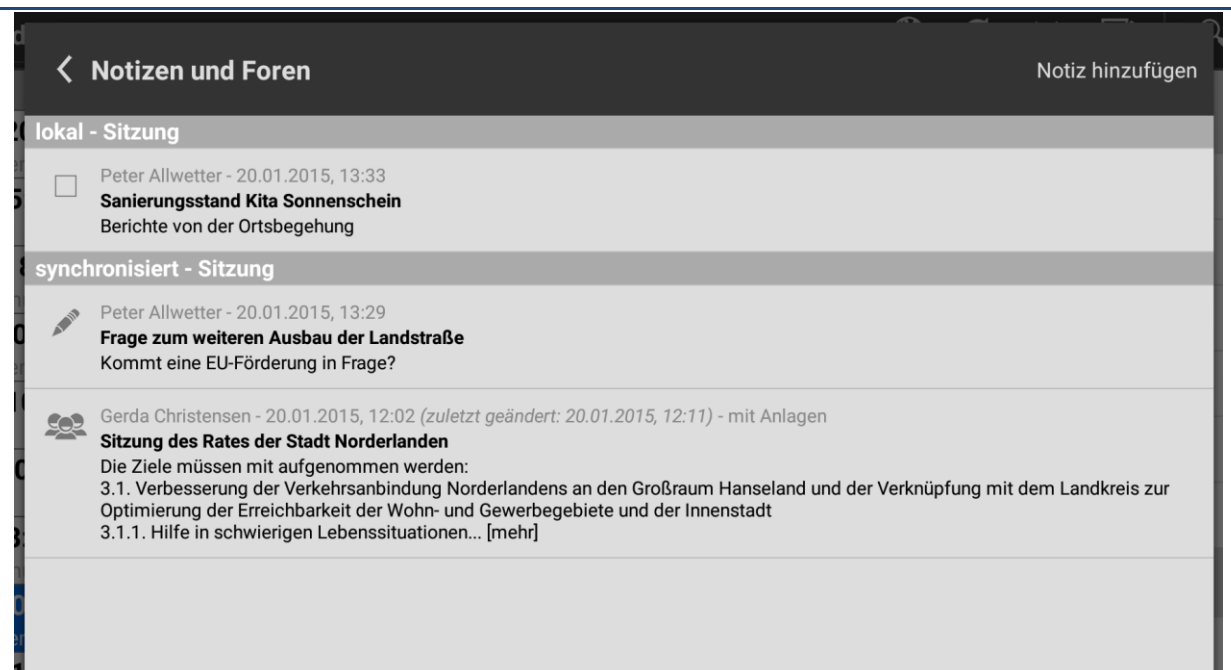 Notizen und Foren
Notiz hinzufügen
lokal - Sitzung
Peter Allwetter - 20.01.2015, 13:33
Sanierungsstand Kita Sonnenschein
Berichte von der Ortsbegehung
synchronisiert - Sitzung
Peter Allwetter - 20.01.2015, 13:29
Frage zum weiteren Ausbau der Landstraße
Kommt eine EU-Förderung in Frage?
Gerda Christensen - 20.01.2015, 12:02 (zuletzt geändert: 20.01.2015, 12:11) - mit Anlagen
Sitzung des Rates der Stadt Norderlanden
Die Ziele müssen mit aufgenommen werden:
3.1. Verbesserung der Verkehrsanbindung Norderlandens an den Großraum Hanseland und der Verknüpfung mit dem Landkreis zur
Optimierung der Erreichbarkeit der Wohn- und Gewerbegebiete und der Innenstadt
3.1.1. Hilfe in schwierigen Lebenssituationen... [mehr]